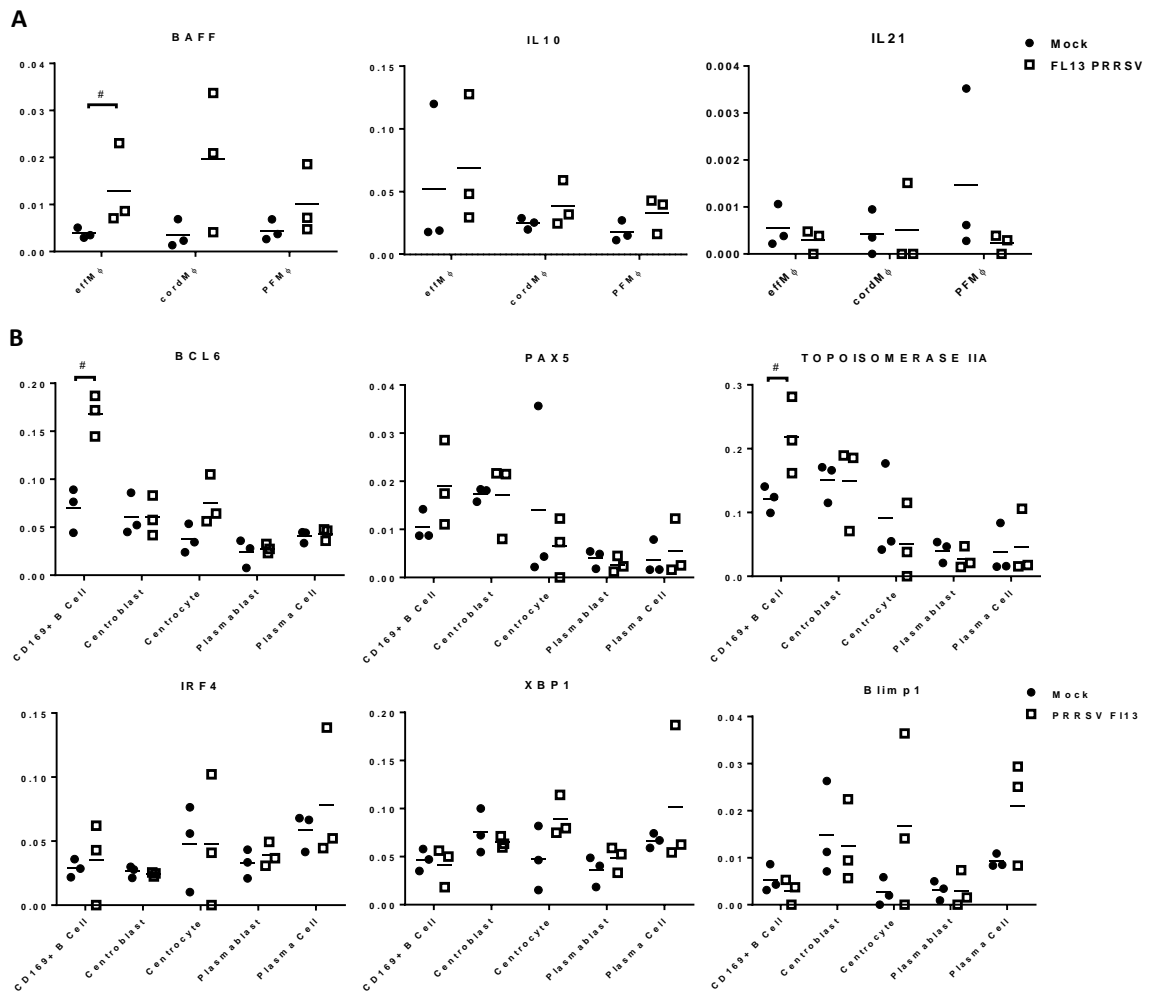 A
BAFF
IL10
IL21
Mock
FL13 PRRSV
0.04
0.03
0.02
0.01
0.00
#
effMϕ
cordMϕ
PFMϕ
0.15
0.10
0.05
0.00
effMϕ
cordMϕ
PFMϕ
0.004
0.003
0.002
0.001
0.000
effMϕ
cordMϕ
PFMϕ
B
BCL6
PAX5
TOPOISOMERASE IIA
0.20
0.15
0.10
0.05
0.00
#
CD169+ B Cell
Centroblast
Centrocyte
Plasmablast
Plasma Cell
0.04
0.03
0.02
0.01
0.00
CD169+ B Cell
Centroblast
Centrocyte
Plasmablast
Plasma Cell
0.3
0.2
0.1
0.0
#
CD169+ B Cell
Centroblast
Centrocyte
Plasmablast
Plasma Cell
IRF4
XBP1
Blimp1
Mock
PRRSV Fl13
0.15
0.10
0.05
0.00
CD169+ B Cell
Centroblast
Centrocyte
Plasmablast
Plasma Cell
0.20
0.15
0.10
0.05
0.00
CD169+ B Cell
Centroblast
Centrocyte
Plasmablast
Plasma Cell
0.04
0.03
0.02
0.01
0.00
CD169+ B Cell
Centroblast
Centrocyte
Plasmablast
Plasma Cell